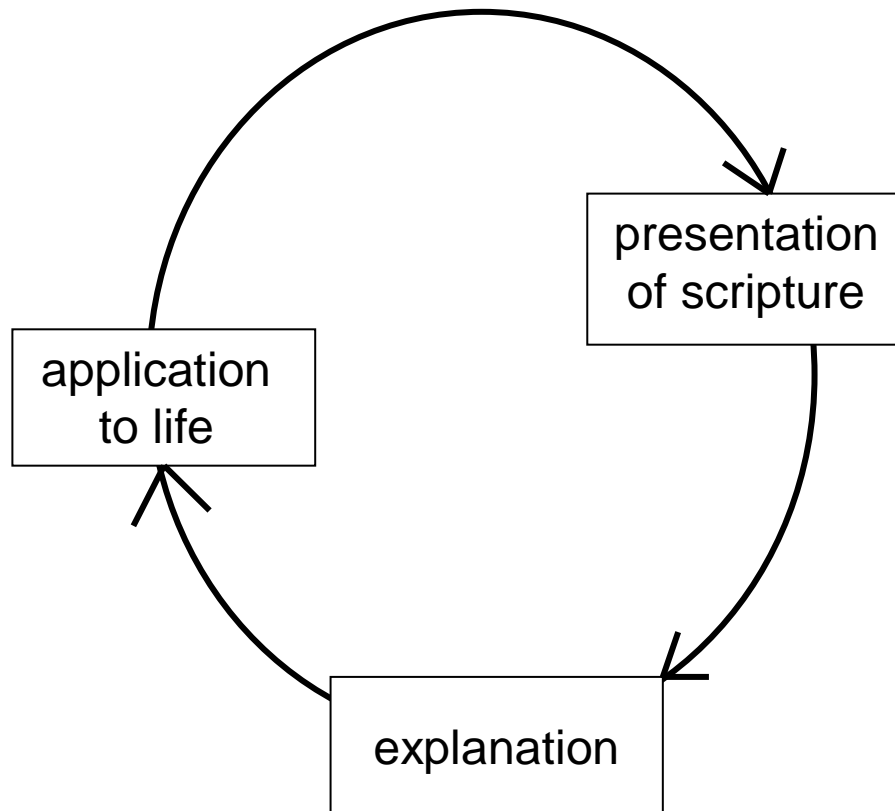 presentation
of scripture
application
to life
explanation